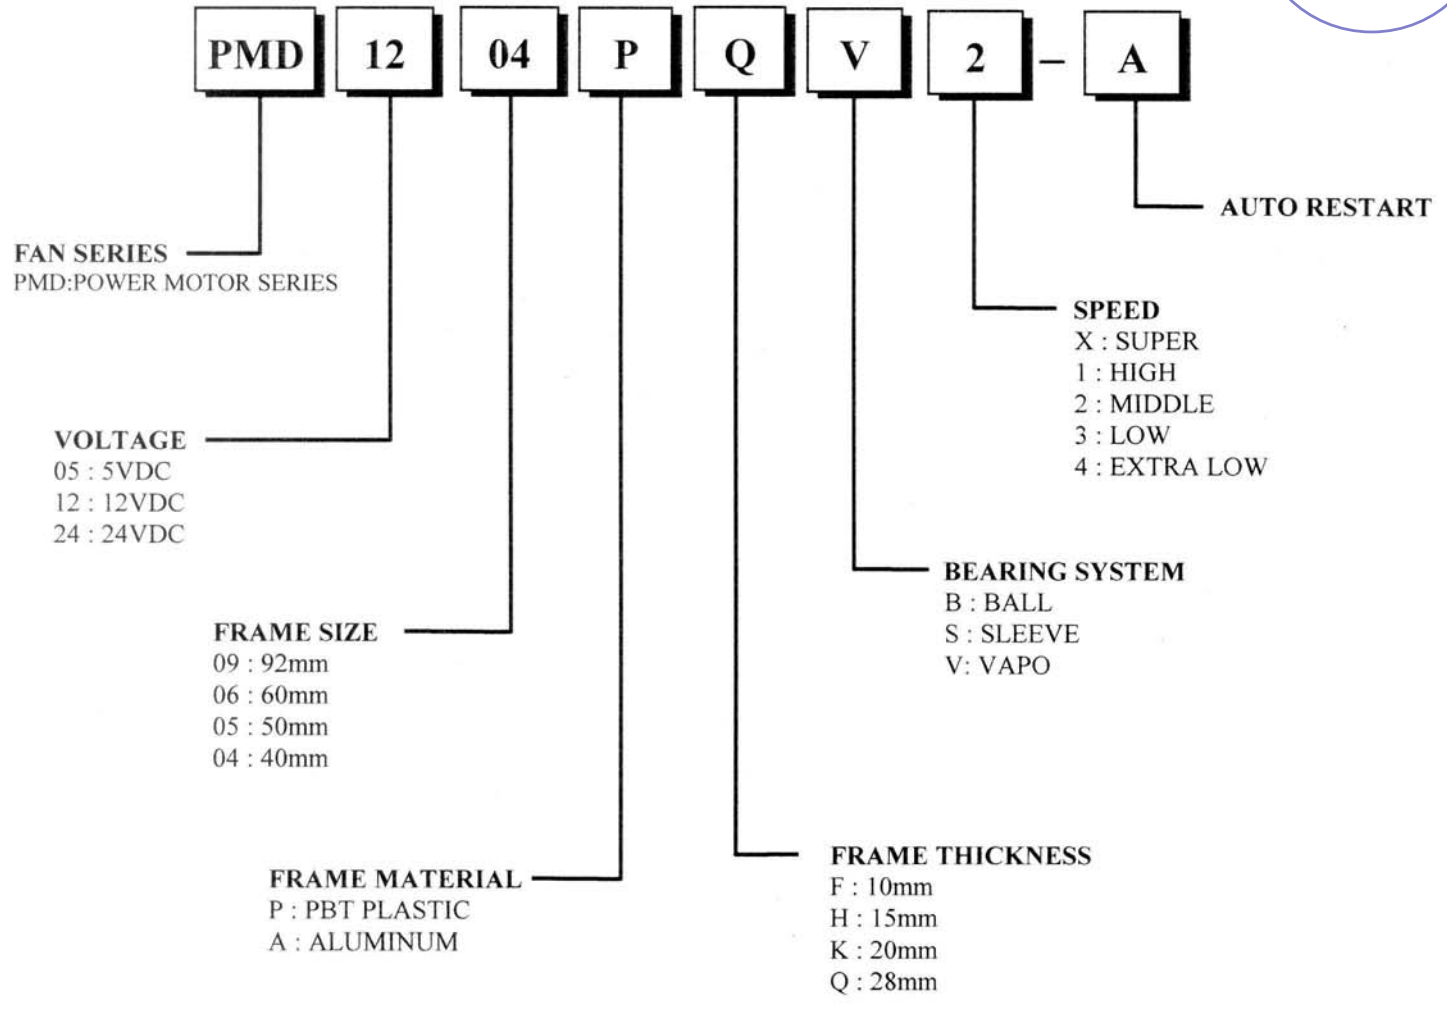 PMD 12 04 P Q V 2 – A
AUTO RESTART
FAN SERIES
PMD:POWER MOTOR SERIES
SPEED
X : SUPER
1 : HIGH
2 : MIDDLE
3 : LOW
4 : EXTRA LOW
VOLTAGE
05 : 5VDC
12 : 12VDC
24 : 24VDC
BEARING SYSTEM
B : BALL
S : SLEEVE
V: VAPO
FRAME SIZE
09 : 92mm
06 : 60mm
05 : 50mm
04 : 40mm
FRAME THICKNESS
F : 10mm
H : 15mm
K : 20mm
Q : 28mm
FRAME MATERIAL
P : PBT PLASTIC
A : ALUMINUM